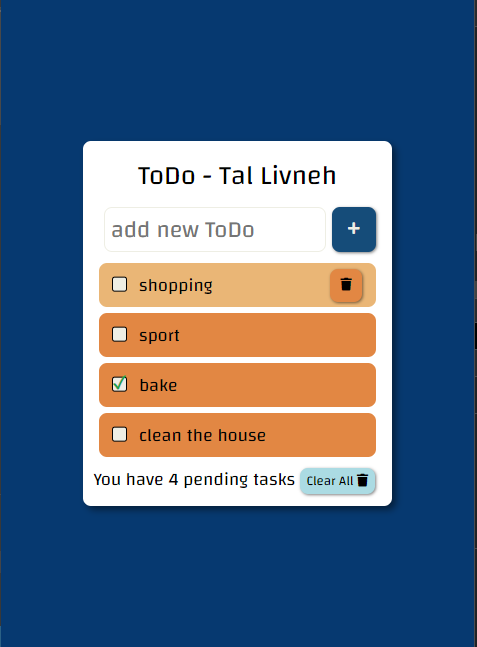 ToDo - Tal Livneh
add new ToDo +
shopping
sport
bake
clean the house
You have 4 pending tasks Clear All